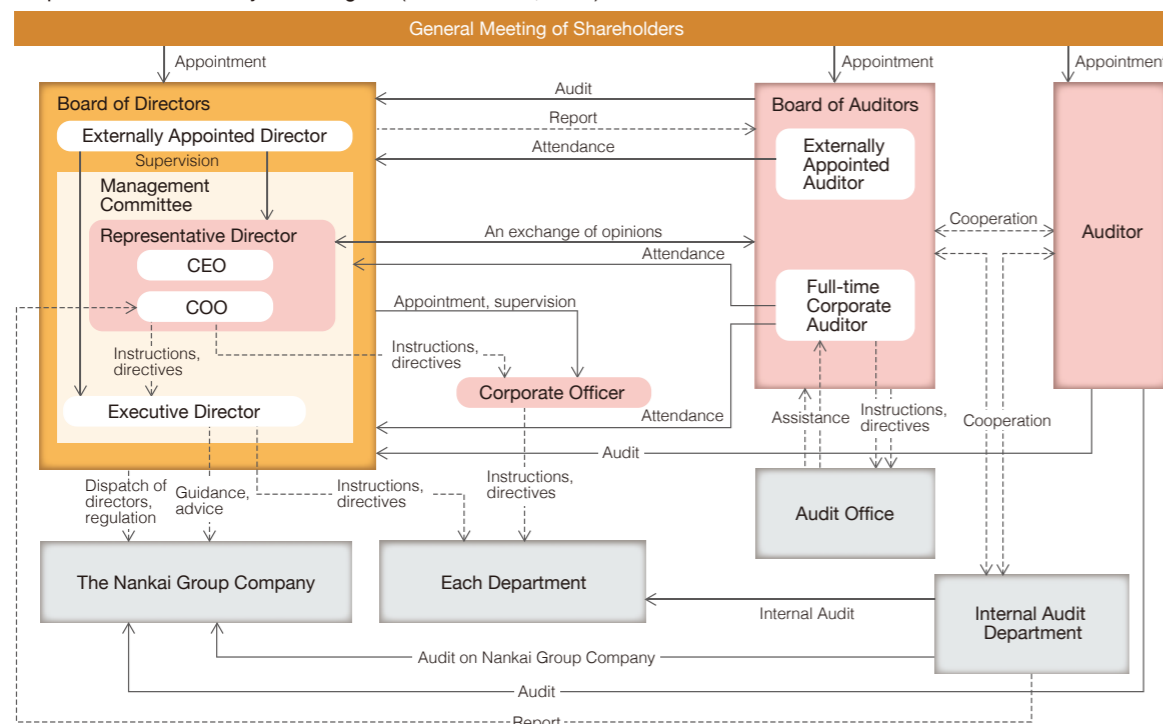 General Meeting of Shareholders
Appointment
Appointment
Appointment
Board of Directors
Externally Appointed Director
Supervision
Management
Committee
Representative Director
CEO
COO
Instructions,
directives
Executive Director
Audit
Report
Attendance
An exchange of opinions
Attendance
Appointment, supervision
Instructions,
directives
Corporate Officer
Attendance
Audit
Board of Auditors
Externally
Appointed
Auditor
Full-time
Corporate
Auditor
Cooperation
Auditor
Assistance
Instructions,
directives
Cooperation
Dispatch of
directors,
regulation
Guidance,
advice
Instructions,
directives
Instructions,
directives
Audit Office
The Nankai Group Company
Each Department
Internal Audit
Internal Audit
Department
Audit on Nankai Group Company
Audit
Report